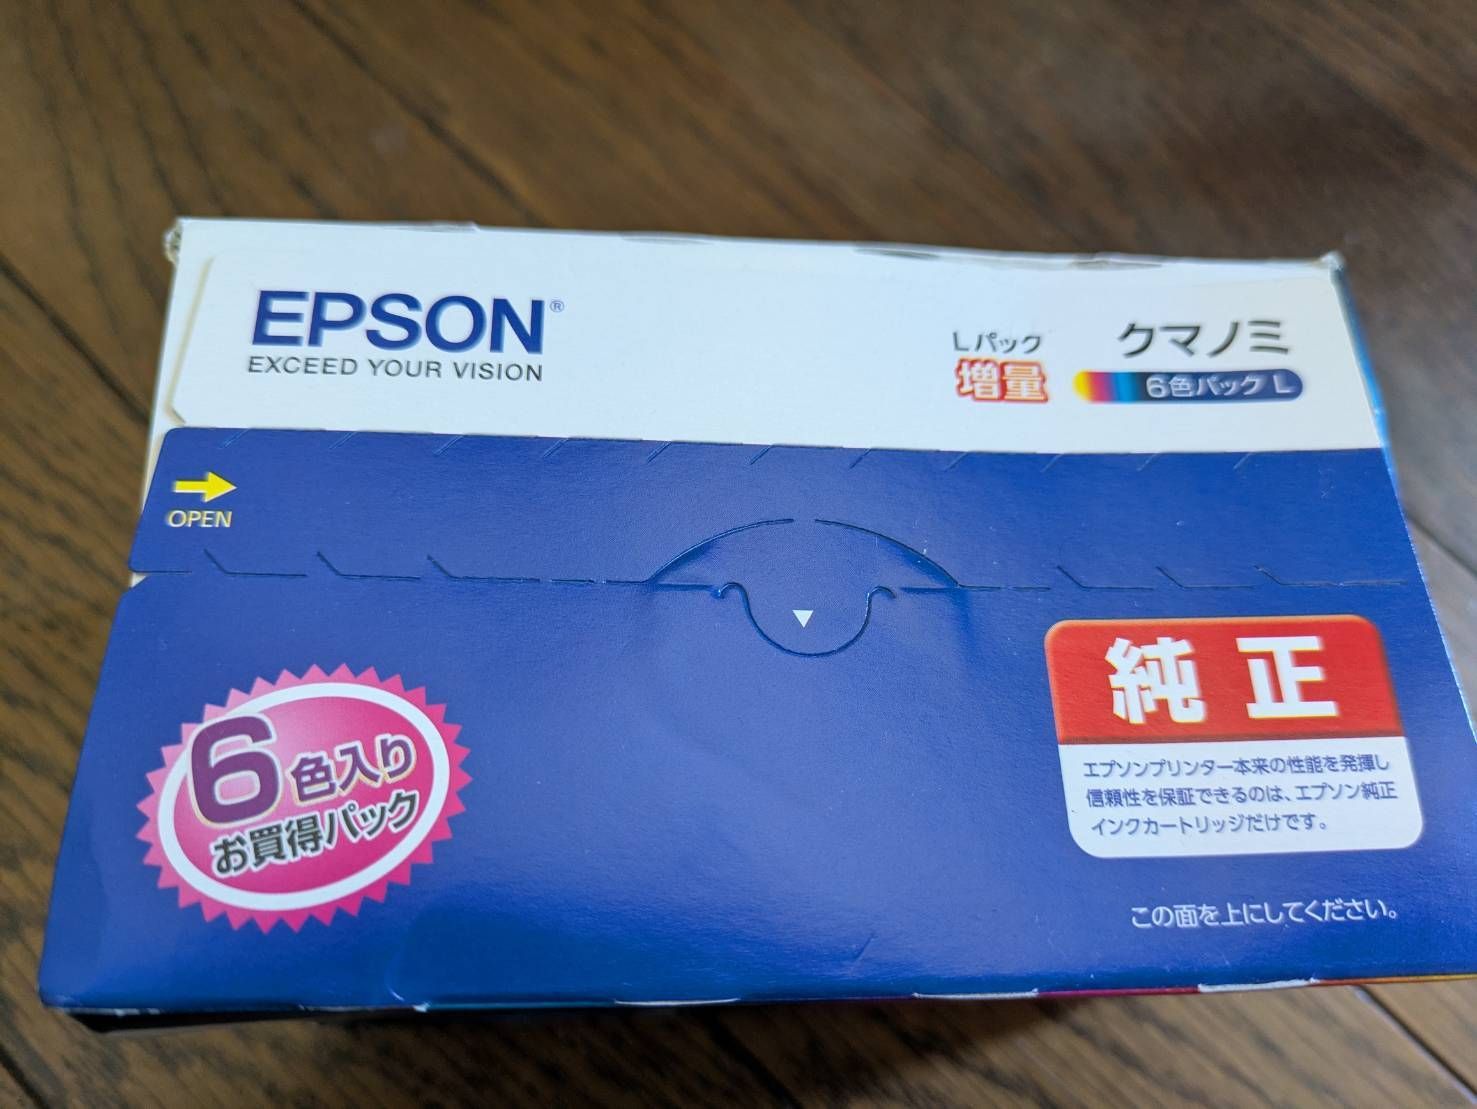 EPSON®
EXCEED YOUR VISION
Lパック
増量
クマノミ
6色パック L
OPEN
6色入り
お買得パック
純正
エプソンプリンター本来の性能を発揮し
信頼性を保証できるのは、エプソン純正
インクカートリッジだけです。
この面を上にしてください。